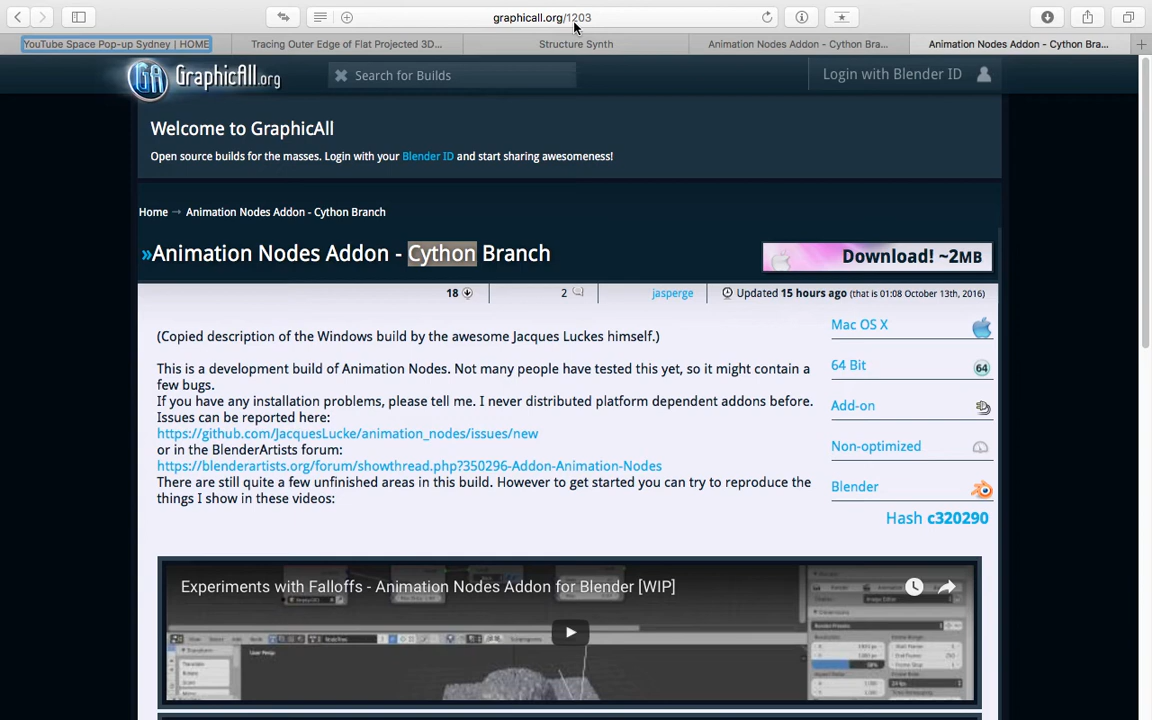 graphicall.org/1203
YouTube Space Pop-up Sydney | HOME
Tracing Outer Edge of Flat Projected 3D...
Structure Synth
Animation Nodes Addon - Cython Bra...
Animation Nodes Addon - Cython Bra...
GA GraphicAll.org
Search for Builds
Login with Blender ID
Welcome to GraphicAll
Open source builds for the masses. Login with your Blender ID and start sharing awesomeness!
Home → Animation Nodes Addon - Cython Branch
»Animation Nodes Addon - Cython Branch
Download! ~2MB
18
2
jasperge
Updated 15 hours ago (that is 01:08 October 13th, 2016)
(Copied description of the Windows build by the awesome Jacques Luckes himself.)
This is a development build of Animation Nodes. Not many people have tested this yet, so it might contain a
few bugs.
If you have any installation problems, please tell me. I never distributed platform dependent addons before.
Issues can be reported here:
https://github.com/JacquesLucke/animation_nodes/issues/new
or in the BlenderArtists forum:
https://blenderartists.org/forum/showthread.php?350296-Addon-Animation-Nodes
There are still quite a few unfinished areas in this build. However to get started you can try to reproduce the
things I show in these videos:
Mac OS X
64 Bit
64
Add-on
Non-optimized
Blender
Hash c320290
Experiments with Falloffs - Animation Nodes Addon for Blender [WIP]